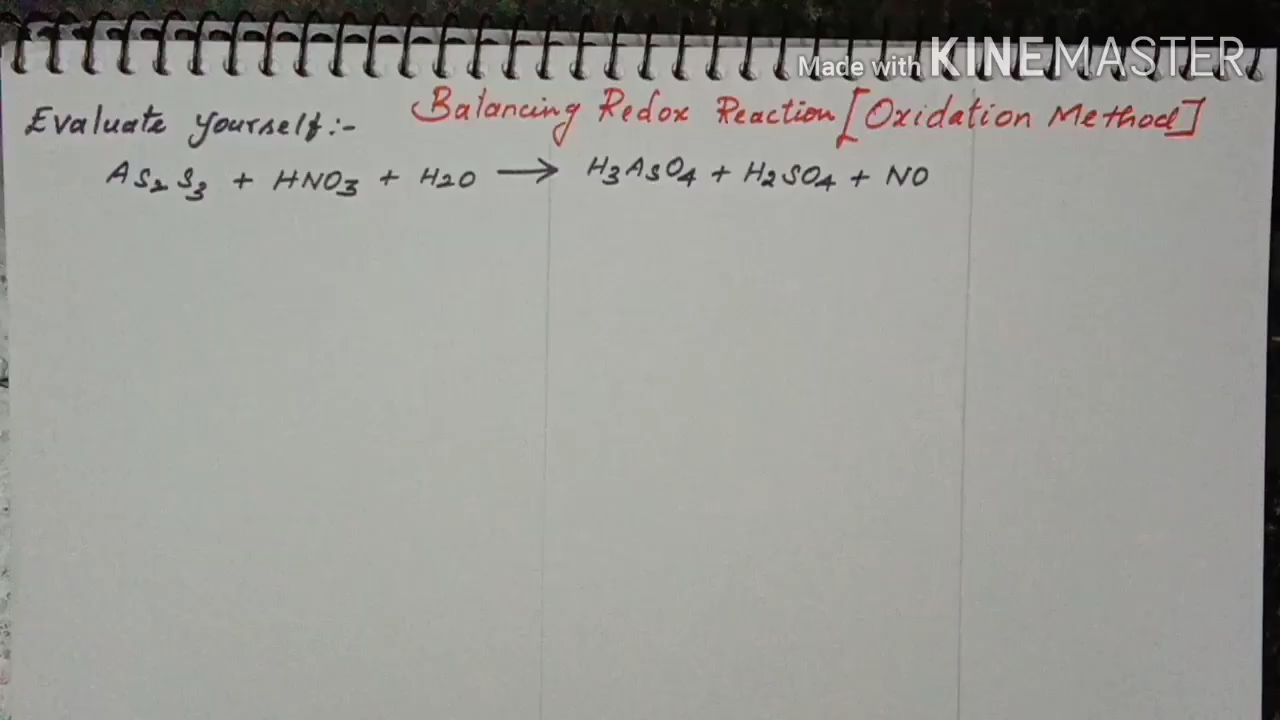 Made with KINEMASTER
Balancing Redox Reaction [Oxidation Method]
Evaluate yourself:-
As₂S₃ + HNO₃ + H₂O ⟶ H₃AsO₄ + H₂SO₄ + NO